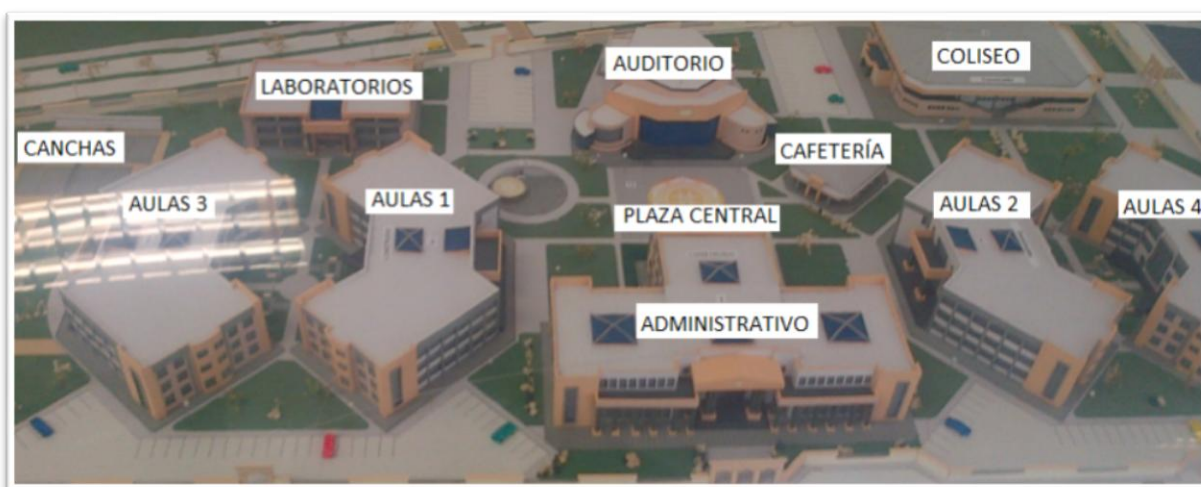 COLISEO
AUDITORIO
LABORATORIOS
CANCHAS
CAFETERÍA
AULAS 3
AULAS 1
PLAZA CENTRAL
AULAS 2
AULAS 4
ADMINISTRATIVO